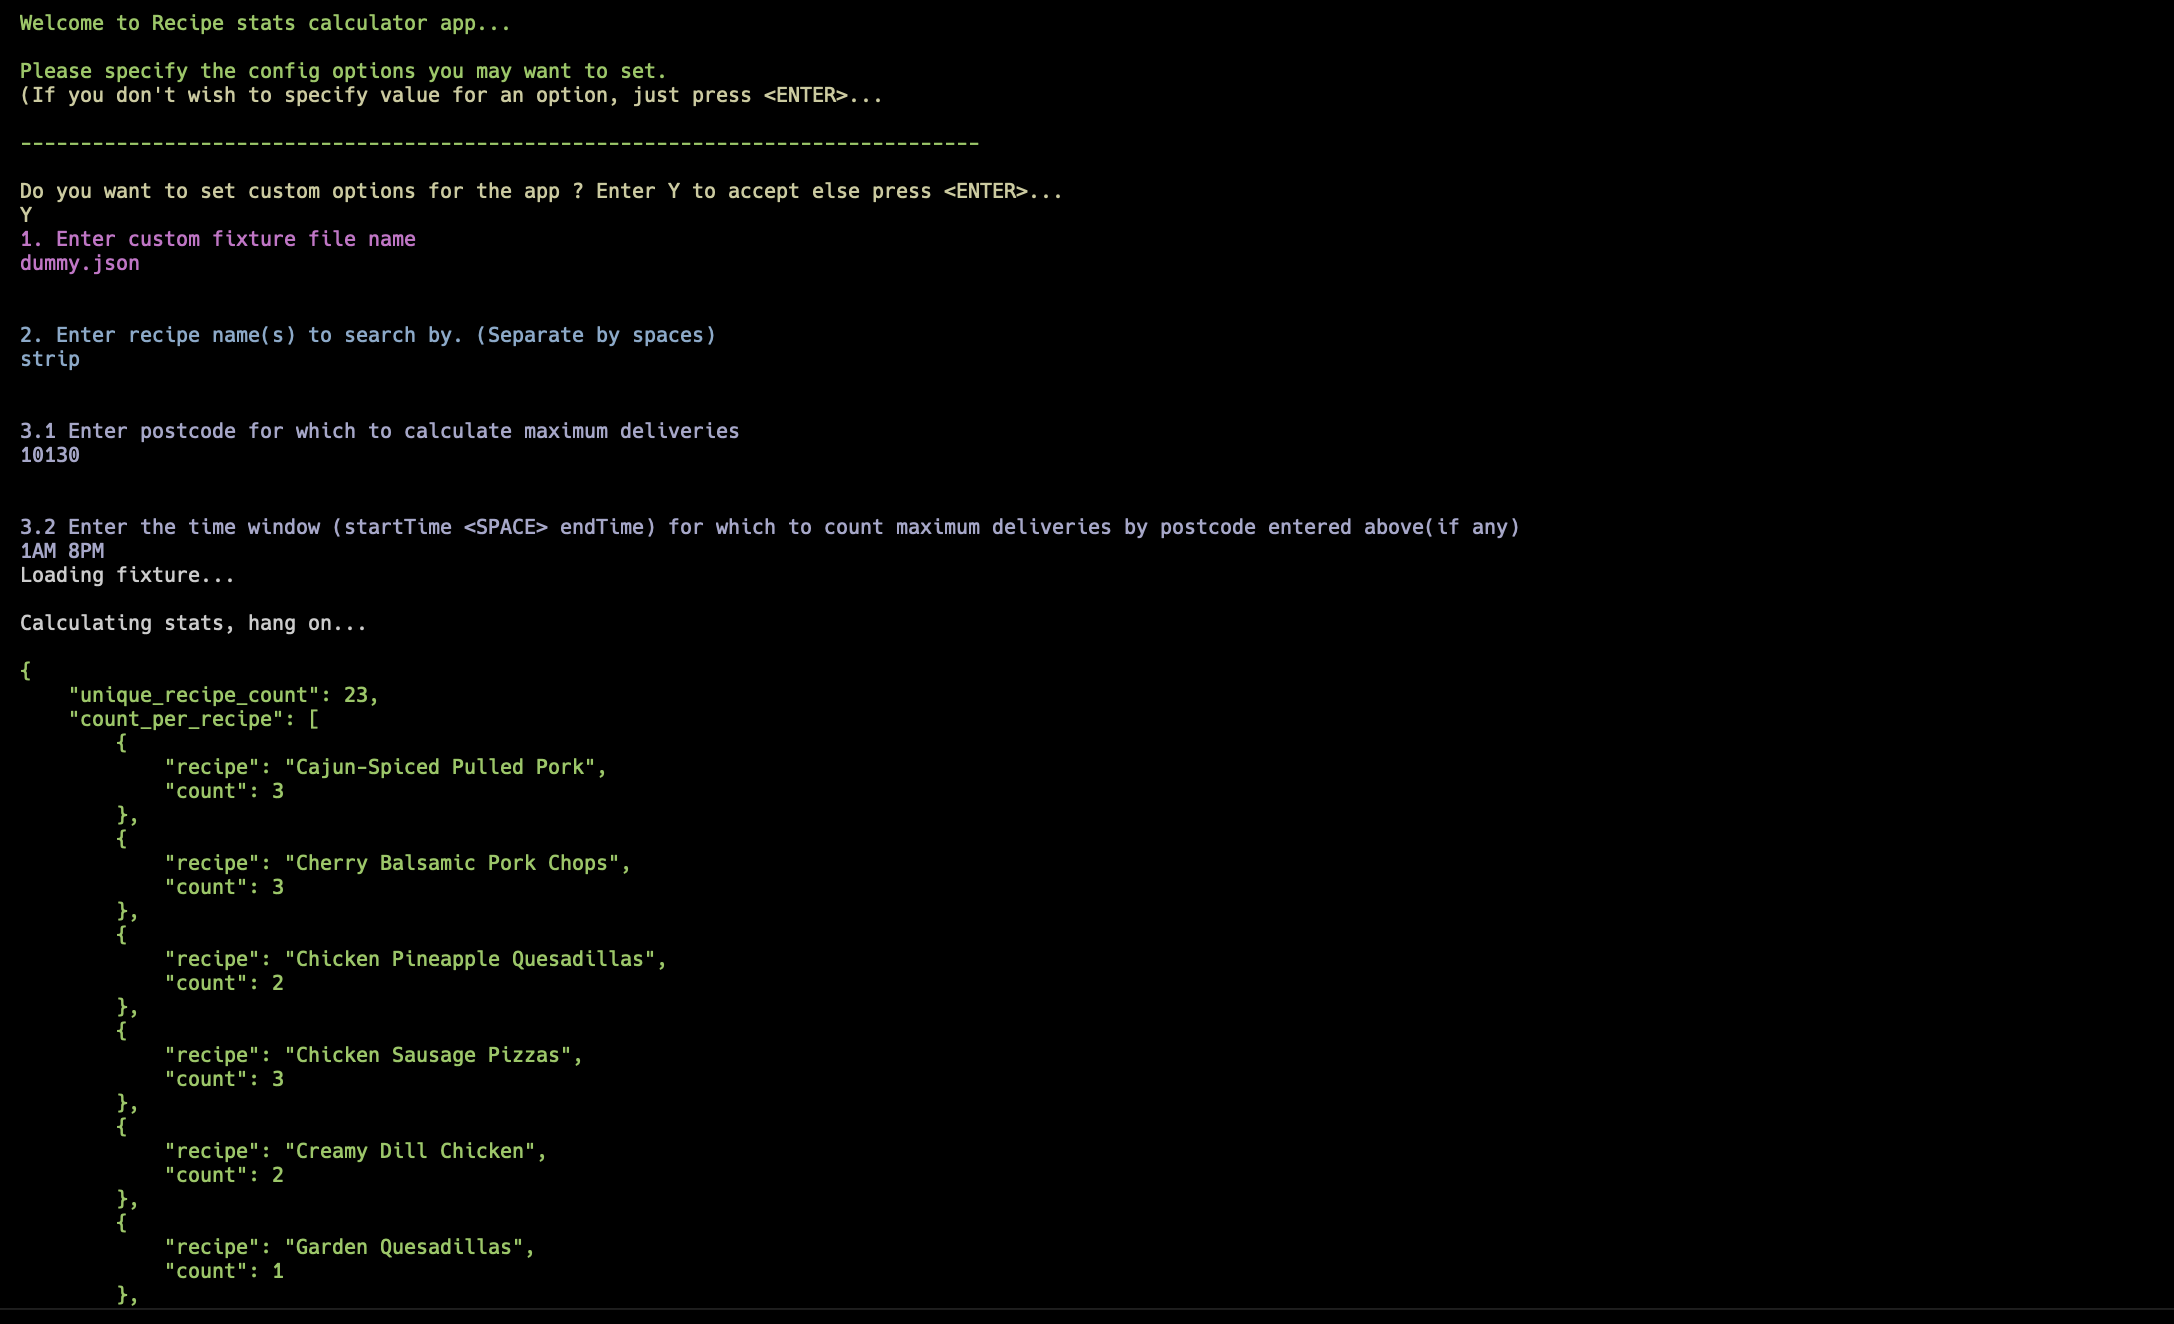 Welcome to Recipe stats calculator app...
Please specify the config options you may want to set.
(If you don't wish to specify value for an option, just press <ENTER>...
--------------------------------------------------------------------------------
Do you want to set custom options for the app ? Enter Y to accept else press <ENTER>...
Y
1. Enter custom fixture file name
dummy.json
2. Enter recipe name(s) to search by. (Separate by spaces)
strip
3.1 Enter postcode for which to calculate maximum deliveries
10130
3.2 Enter the time window (startTime <SPACE> endTime) for which to count maximum deliveries by postcode entered above(if any)
1AM 8PM
Loading fixture...
Calculating stats, hang on...
{
    "unique_recipe_count": 23,
    "count_per_recipe": [
        {
            "recipe": "Cajun-Spiced Pulled Pork",
            "count": 3
        },
        {
            "recipe": "Cherry Balsamic Pork Chops",
            "count": 3
        },
        {
            "recipe": "Chicken Pineapple Quesadillas",
            "count": 2
        },
        {
            "recipe": "Chicken Sausage Pizzas",
            "count": 3
        },
        {
            "recipe": "Creamy Dill Chicken",
            "count": 2
        },
        {
            "recipe": "Garden Quesadillas",
            "count": 1
        },